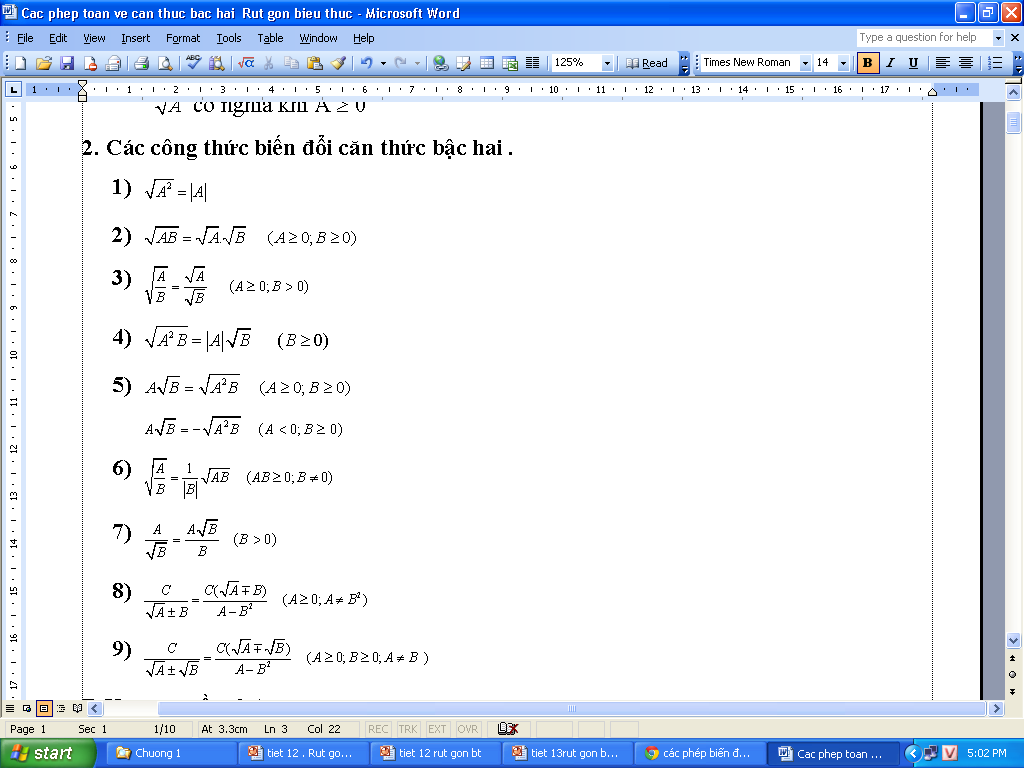 Cac phep toan ve can thuc bac hai  Rut gon bieu thuc - Microsoft Word
File Edit View Insert Format Tools Table Window Help Type a question for help
125% Read Times New Roman 14 B I U
√A có nghĩa khi A ≥ 0
2. Các công thức biến đổi căn thức bậc hai .
1) √(A²) = |A|
2) √(AB) = √A.√B (A ≥ 0; B ≥ 0)
3) √(A/B) = √A/√B (A ≥ 0; B > 0)
4) √(A²B) = |A|√B (B ≥ 0)
5) A√B = √(A²B) (A ≥ 0; B ≥ 0)
A√B = −√(A²B) (A < 0; B ≥ 0)
6) √(A/B) = 1/|B| √(AB) (AB ≥ 0; B ≠ 0)
7) A/√B = A√B/B (B > 0)
8) C/(√A ± B) = C(√A ∓ B)/(A − B²) (A ≥ 0; A ≠ B²)
9) C/(√A ± √B) = C(√A ∓ √B)/(A − B²) (A ≥ 0; B ≥ 0; A ≠ B )
Page 1 Sec 1 1/10 At 3.3cm Ln 3 Col 22 REC TRK EXT OVR
start Chuong 1 tiet 12 . Rut go... tiet 12 rut gon bt tiet 13rut gon b... các phép biến đ... Cac phep toan ... V 5:02 PM